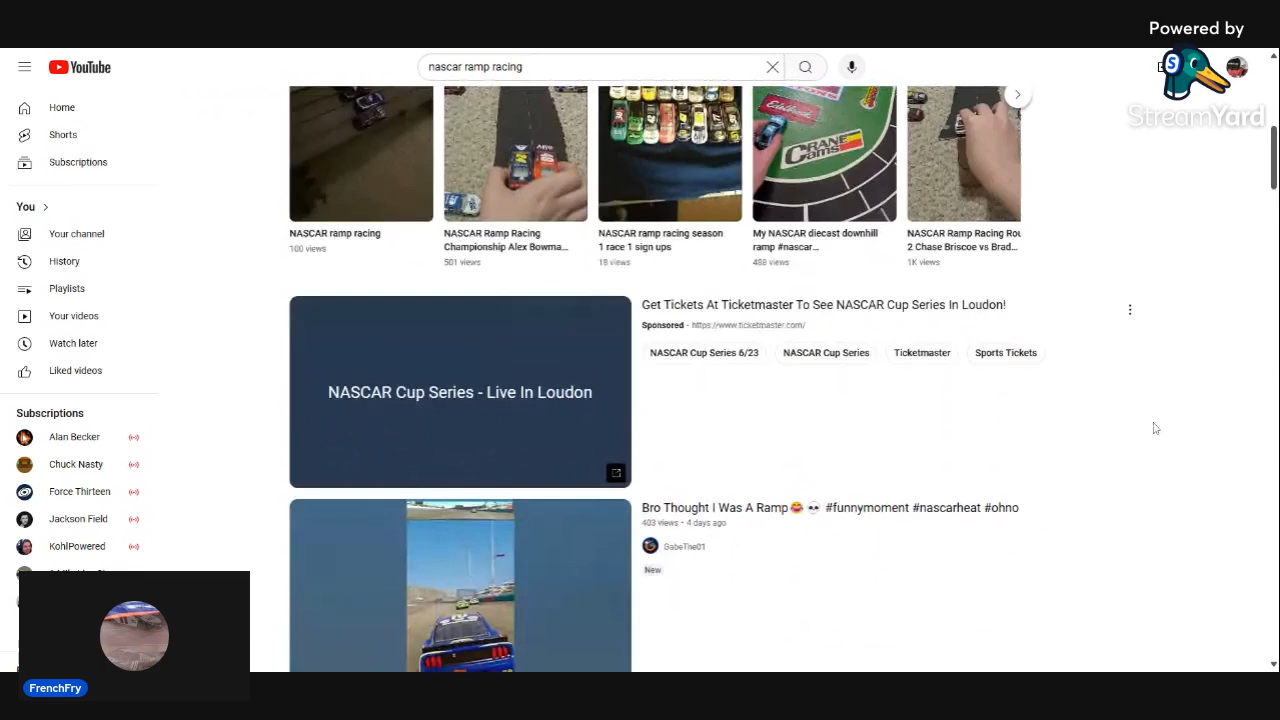 Powered by
StreamYard
YouTube
nascar ramp racing
Home
Shorts
Subscriptions
You
Your channel
History
Playlists
Your videos
Watch later
Liked videos
Subscriptions
Alan Becker
Chuck Nasty
Force Thirteen
Jackson Field
KohlPowered
FrenchFry
Edelbrock
CRANE
Cams
NASCAR ramp racing
100 views
NASCAR Ramp Racing
Championship Alex Bowma...
501 views
NASCAR ramp racing season
1 race 1 sign ups
18 views
My NASCAR diecast downhill
ramp #nascar...
488 views
NASCAR Ramp Racing Rou
2 Chase Briscoe vs Brad...
1K views
NASCAR Cup Series - Live In Loudon
Get Tickets At Ticketmaster To See NASCAR Cup Series In Loudon!
Sponsored · https://www.ticketmaster.com/
NASCAR Cup Series 6/23
NASCAR Cup Series
Ticketmaster
Sports Tickets
Bro Thought I Was A Ramp😂💀 #funnymoment #nascarheat #ohno
403 views • 4 days ago
GabeThe01
New